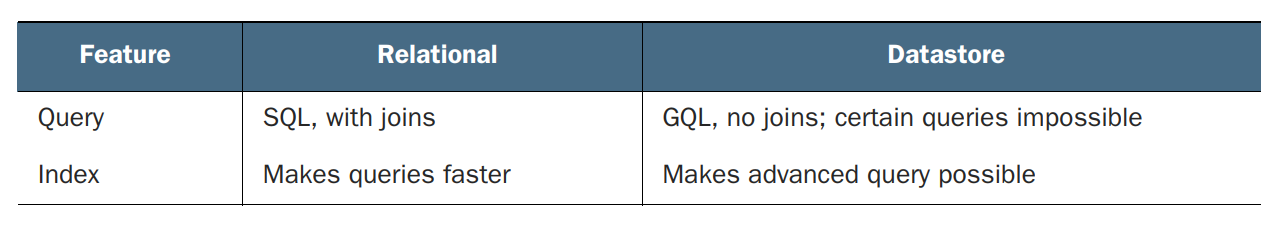 Feature Relational Datastore
Query SQL, with joins GQL, no joins; certain queries impossible
Index Makes queries faster Makes advanced query possible